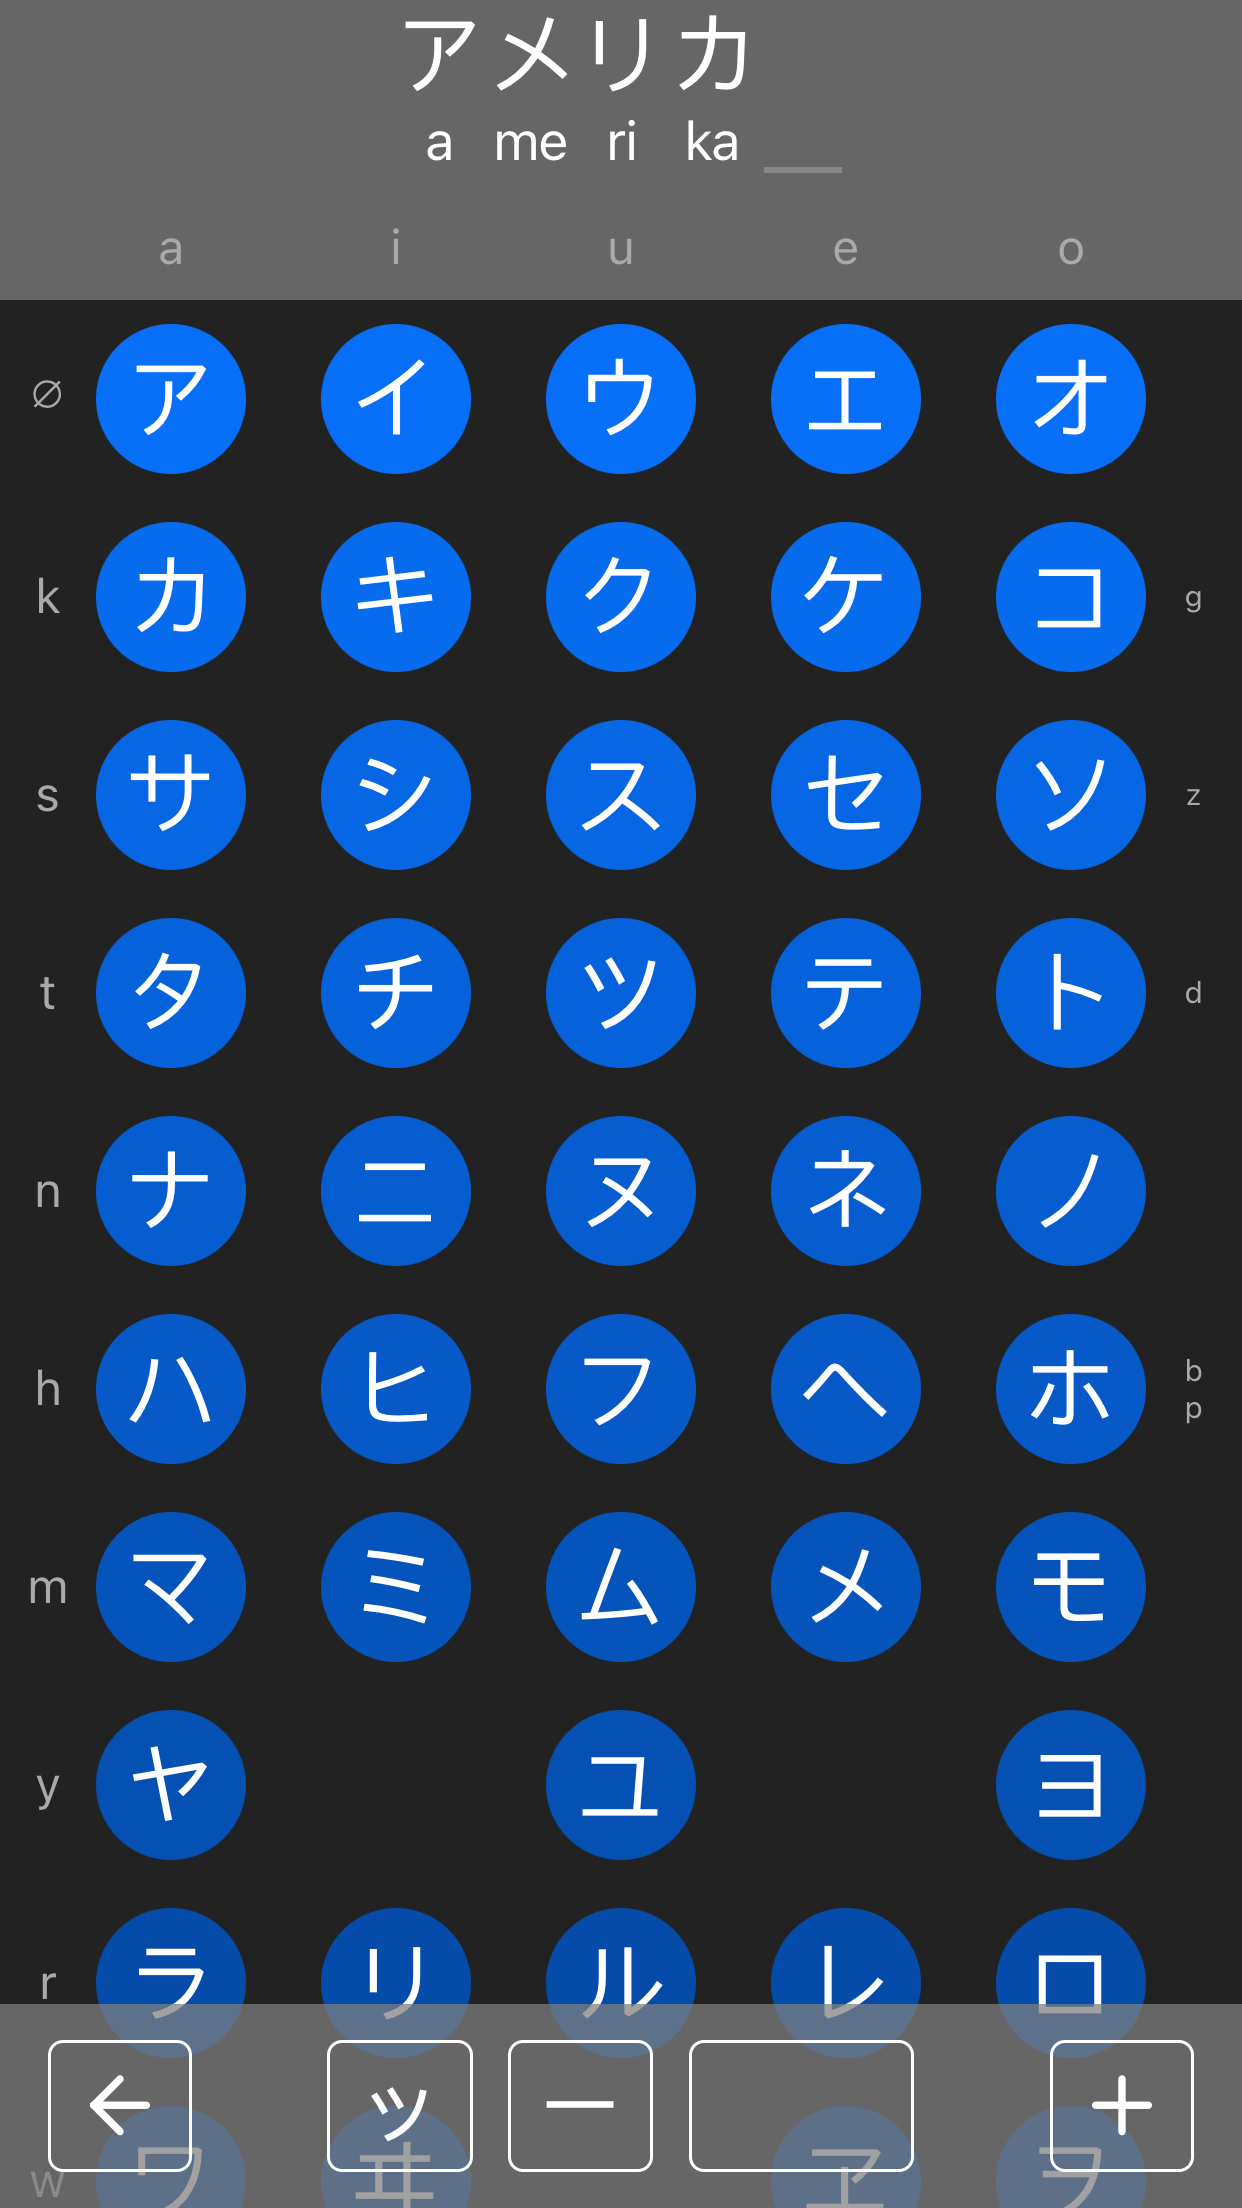 アメリカ
a me ri ka
a i u e o
∅ ア イ ウ エ オ
k カ キ ク ケ コ g
s サ シ ス セ ソ z
t タ チ ツ テ ト d
n ナ ニ ヌ ネ ノ
h ハ ヒ フ ヘ ホ b p
m マ ミ ム メ モ
y ヤ ユ ヨ
r ラ リ ル レ ロ
← ッ ー +
w ワ ヰ ヱ ヲ